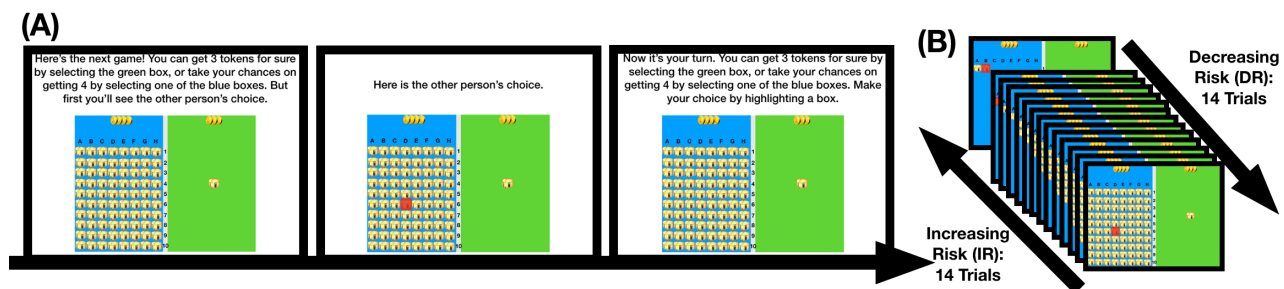 (A)
Here's the next game! You can get 3 tokens for sure
by selecting the green box, or take your chances on
getting 4 by selecting one of the blue boxes. But
first you'll see the other person's choice.
A B C D E F G H
1
2
3
4
5
6
7
8
9
10
Here is the other person's choice.
A B C D E F G H
1
2
3
4
5
6
7
8
9
10
Now it's your turn. You can get 3 tokens for sure by
selecting the green box, or take your chances on
getting 4 by selecting one of the blue boxes. Make
your choice by highlighting a box.
A B C D E F G H
1
2
3
4
5
6
7
8
9
10
(B)
Decreasing
Risk (DR):
14 Trials
Increasing
Risk (IR):
14 Trials